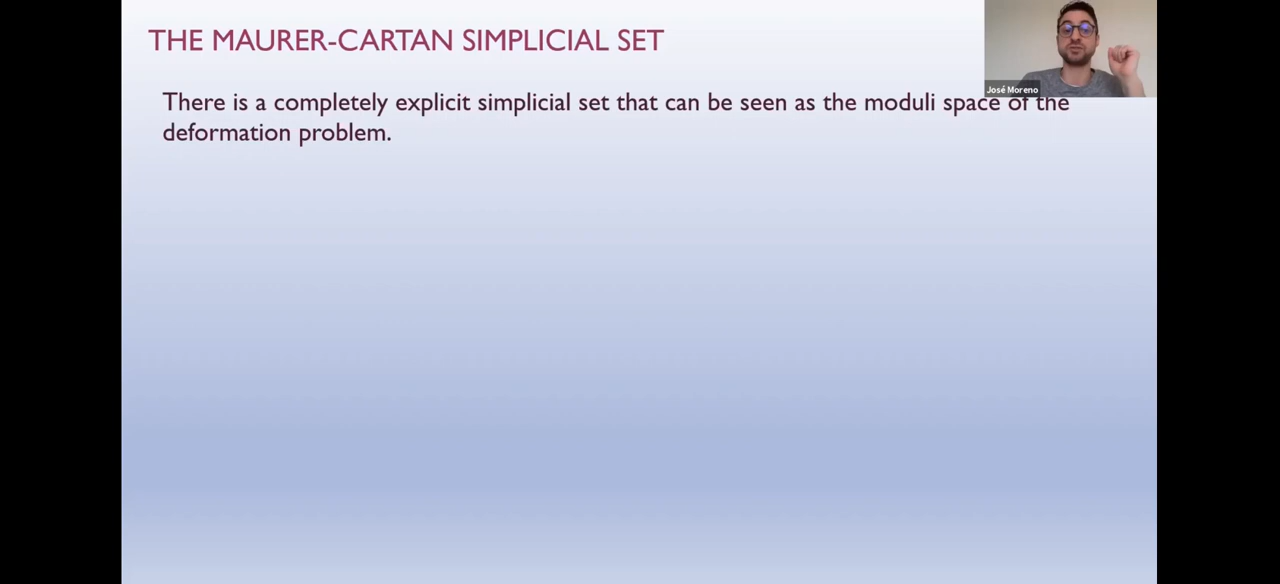 THE MAURER-CARTAN SIMPLICIAL SET
José Moreno
There is a completely explicit simplicial set that can be seen as the moduli space of the
deformation problem.